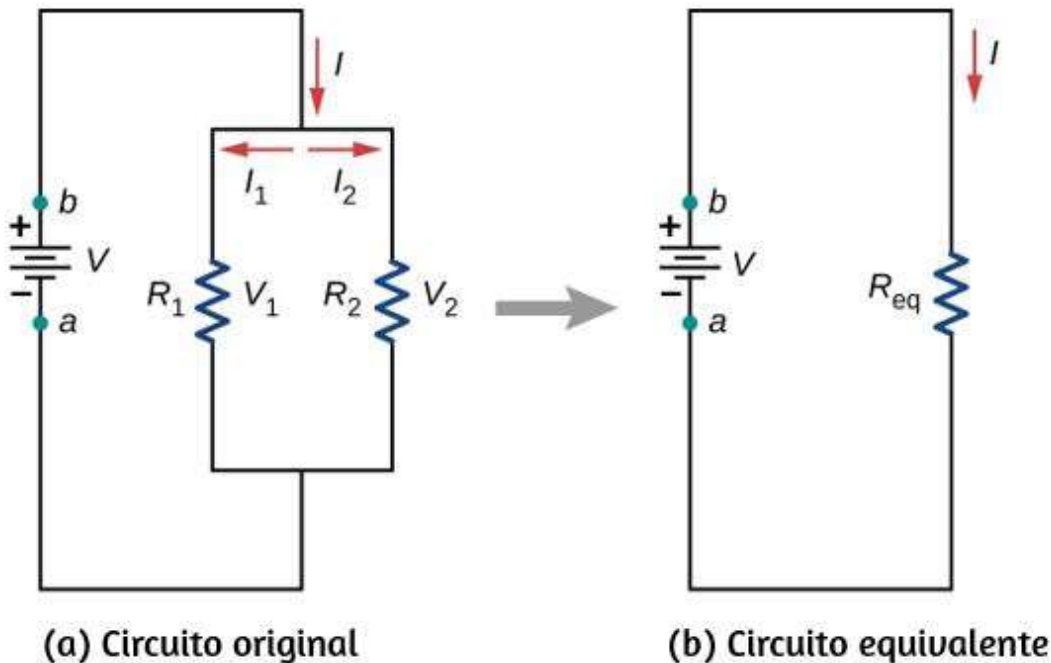 I
I₁ I₂
b
+
V
−
a
R₁ V₁ R₂ V₂
(a) Circuito original
I
b
+
V
−
a
Req
(b) Circuito equivalente